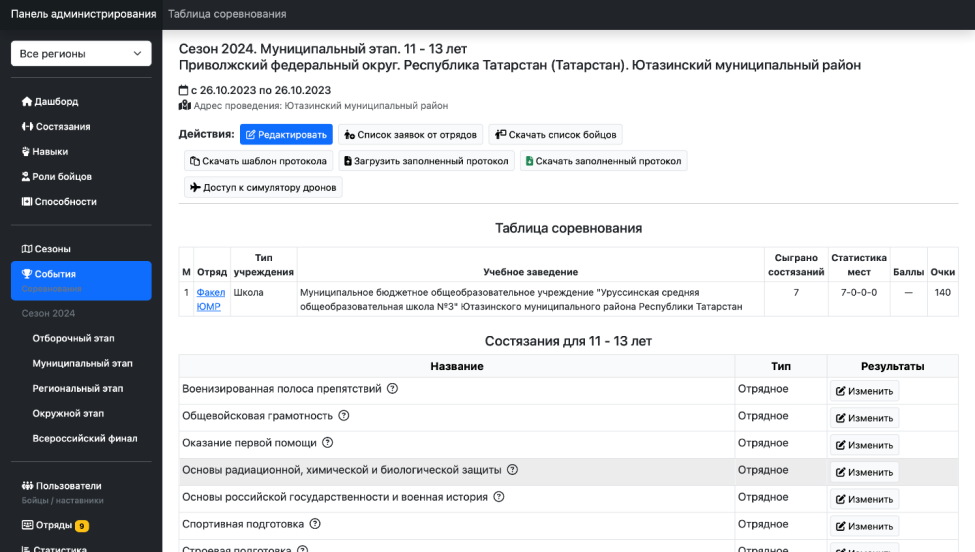 Панель администрирования
Таблица соревнования
Все регионы
Дашборд
Состязания
Навыки
Роли бойцов
Способности
Сезоны
События
Соревнования
Сезон 2024
Отборочный этап
Муниципальный этап
Региональный этап
Окружной этап
Всероссийский финал
Пользователи
Бойцы / наставники
Отряды 9
Статистика
Сезон 2024. Муниципальный этап. 11 - 13 лет
Приволжский федеральный округ. Республика Татарстан (Татарстан). Ютазинский муниципальный район
с 26.10.2023 по 26.10.2023
Адрес проведения: Ютазинский муниципальный район
Действия: Редактировать Список заявок от отрядов Скачать список бойцов
Скачать шаблон протокола Загрузить заполненный протокол Скачать заполненный протокол
Доступ к симулятору дронов
Таблица соревнования
М Отряд Тип учреждения Учебное заведение Сыграно состязаний Статистика мест Баллы Очки
1 Факел ЮМР Школа Муниципальное бюджетное общеобразовательное учреждение "Уруссинская средняя
общеобразовательная школа №3" Ютазинского муниципального района Республики Татарстан 7 7-0-0-0 — 140
Состязания для 11 - 13 лет
Название Тип Результаты
Военизированная полоса препятствий Отрядное Изменить
Общевойсковая грамотность Отрядное Изменить
Оказание первой помощи Отрядное Изменить
Основы радиационной, химической и биологической защиты Отрядное Изменить
Основы российской государственности и военная история Отрядное Изменить
Спортивная подготовка Отрядное Изменить
Строевая подготовка Отрядное Изменить